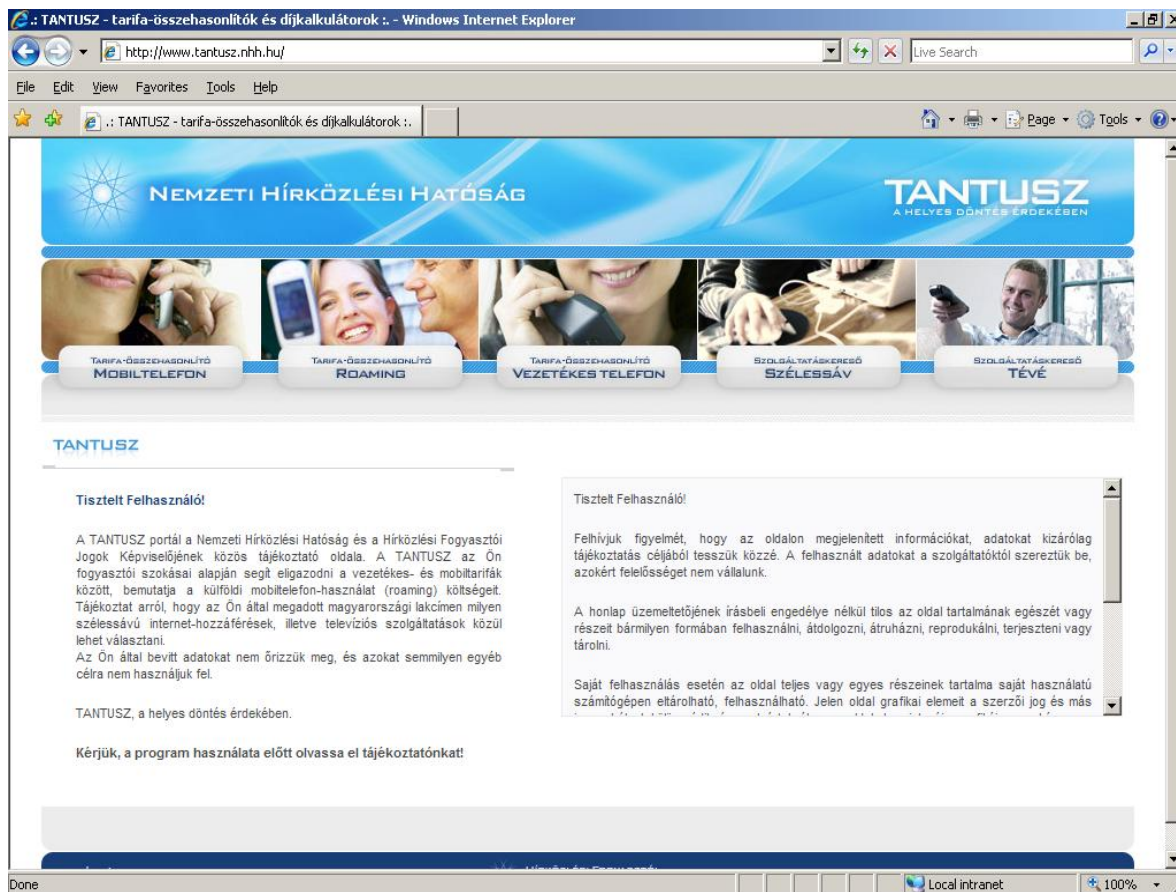 .: TANTUSZ - tarifa-összehasonlítók és díjkalkulátorok :. - Windows Internet Explorer
http://www.tantusz.nhh.hu/
Live Search
File Edit View Favorites Tools Help
.: TANTUSZ - tarifa-összehasonlítók és díjkalkulátorok :.
Page Tools
NEMZETI HÍRKÖZLÉSI HATÓSÁG
TANTUSZ
A HELYES DÖNTÉS ÉRDEKÉBEN
TARIFA-ÖSSZEHASONLÍTÓ
MOBILTELEFON
TARIFA-ÖSSZEHASONLÍTÓ
ROAMING
TARIFA-ÖSSZEHASONLÍTÓ
VEZETÉKES TELEFON
SZOLGÁLTATÁSKERESŐ
SZÉLESSÁV
SZOLGÁLTATÁSKERESŐ
TÉVÉ
TANTUSZ
Tisztelt Felhasználó!
A TANTUSZ portál a Nemzeti Hírközlési Hatóság és a Hírközlési Fogyasztói
Jogok Képviselőjének közös tájékoztató oldala. A TANTUSZ az Ön
fogyasztói szokásai alapján segít eligazodni a vezetékes- és mobiltarifák
között, bemutatja a külföldi mobiltelefon-használat (roaming) költségeit.
Tájékoztat arról, hogy az Ön által megadott magyarországi lakcímen milyen
szélessávú internet-hozzáférések, illetve televíziós szolgáltatások közül
lehet választani.
Az Ön által bevitt adatokat nem őrizzük meg, és azokat semmilyen egyéb
célra nem használjuk fel.
TANTUSZ, a helyes döntés érdekében.
Kérjük, a program használata előtt olvassa el tájékoztatónkat!
Tisztelt Felhasználó!
Felhívjuk figyelmét, hogy az oldalon megjelenített információkat, adatokat kizárólag
tájékoztatás céljából tesszük közzé. A felhasznált adatokat a szolgáltatóktól szereztük be,
azokért felelősséget nem vállalunk.
A honlap üzemeltetőjének írásbeli engedélye nélkül tilos az oldal tartalmának egészét vagy
részeit bármilyen formában felhasználni, átdolgozni, átruházni, reprodukálni, terjeszteni vagy
tárolni.
Saját felhasználás esetén az oldal teljes vagy egyes részeinek tartalma saját használatú
számítógépen eltárolható, felhasználható. Jelen oldal grafikai elemeit a szerzői jog és más
Done
Local intranet
100%